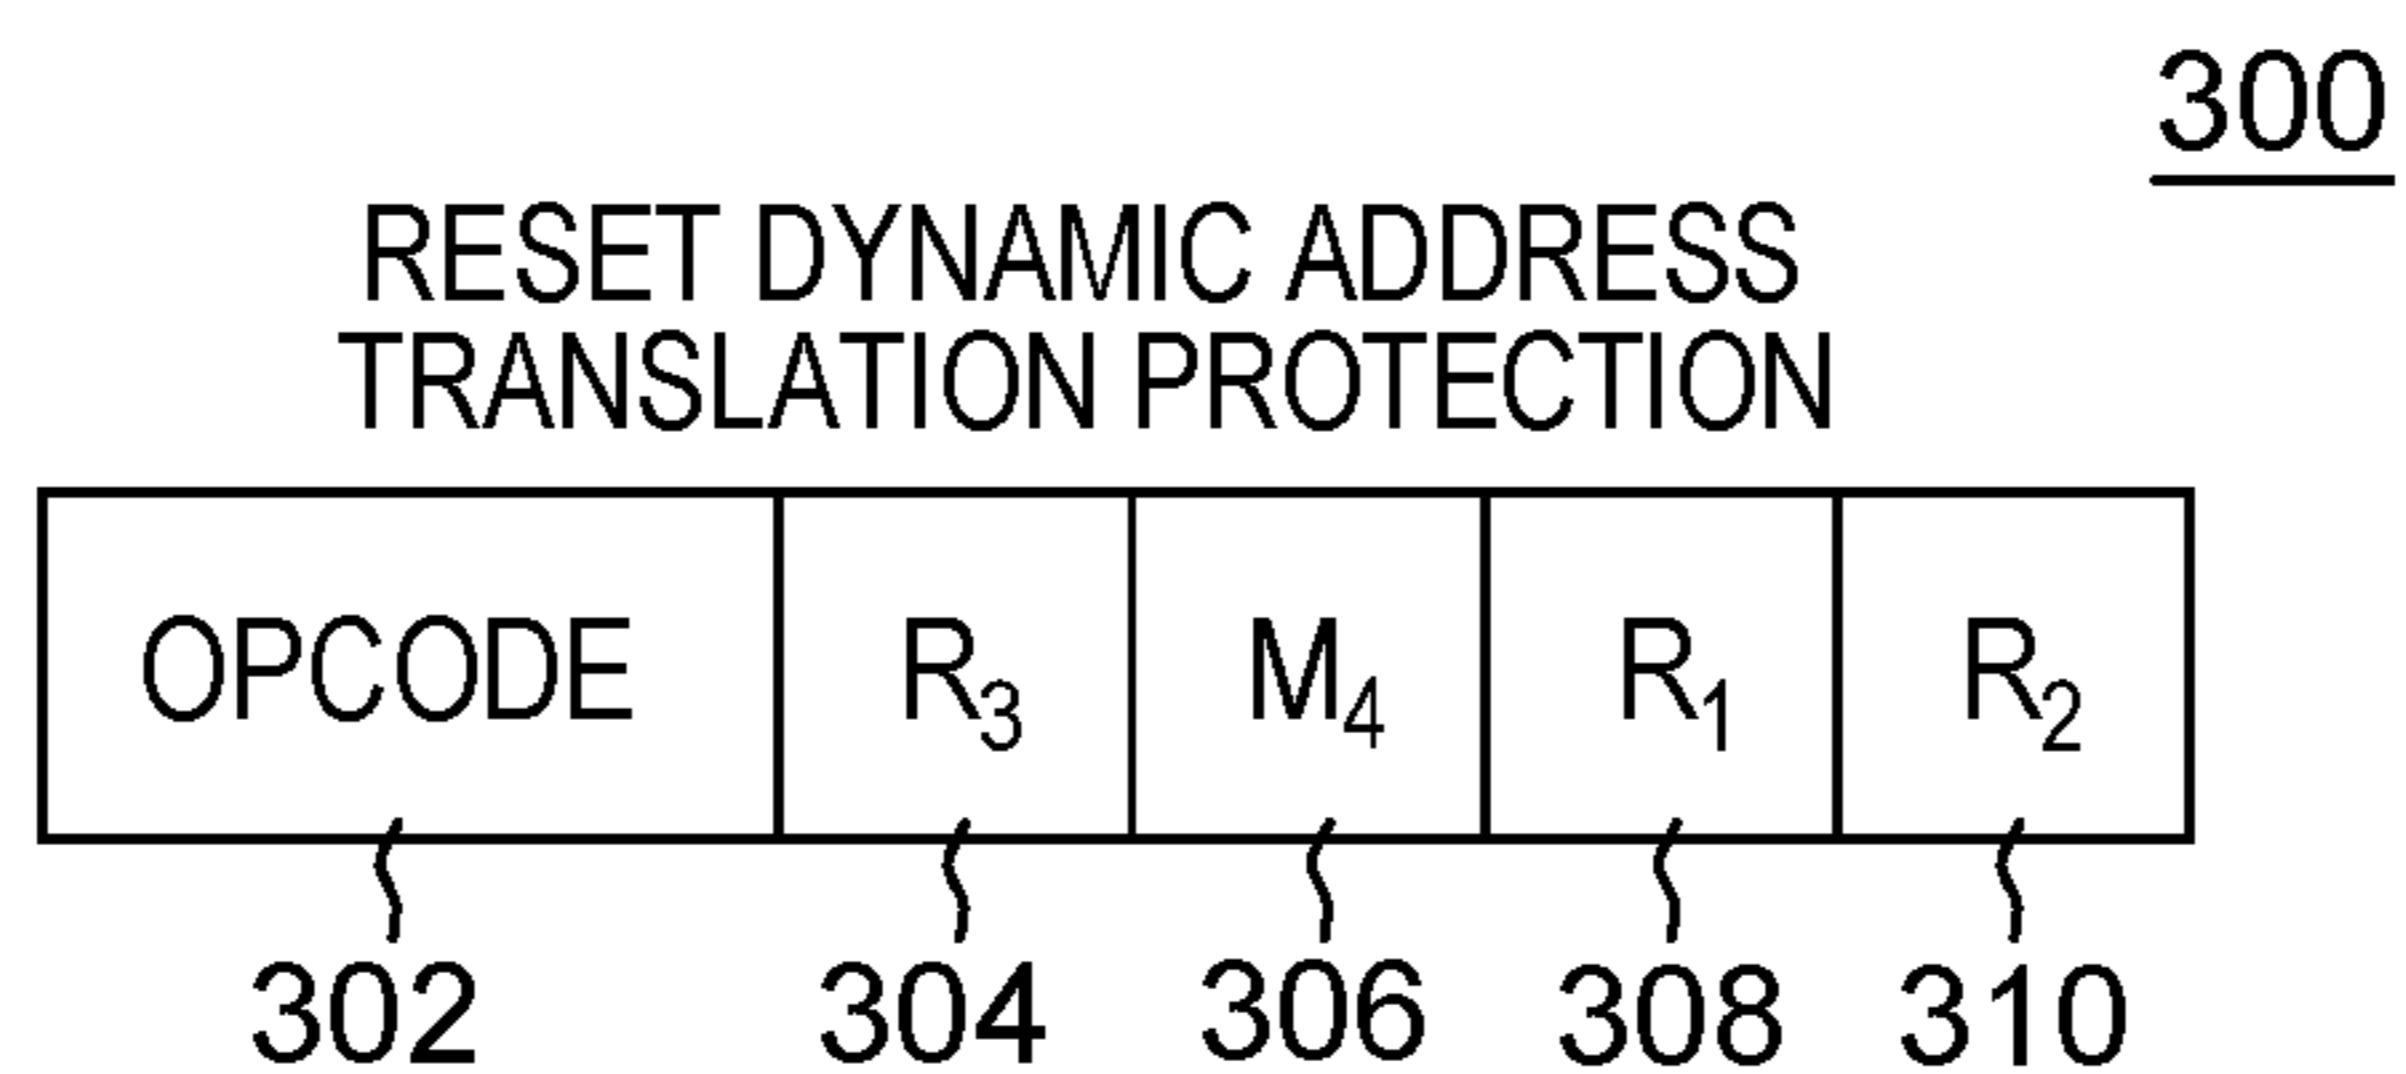 300
RESET DYNAMIC ADDRESS
TRANSLATION PROTECTION
OPCODE R3 M4 R1 R2
302 304 306 308 310